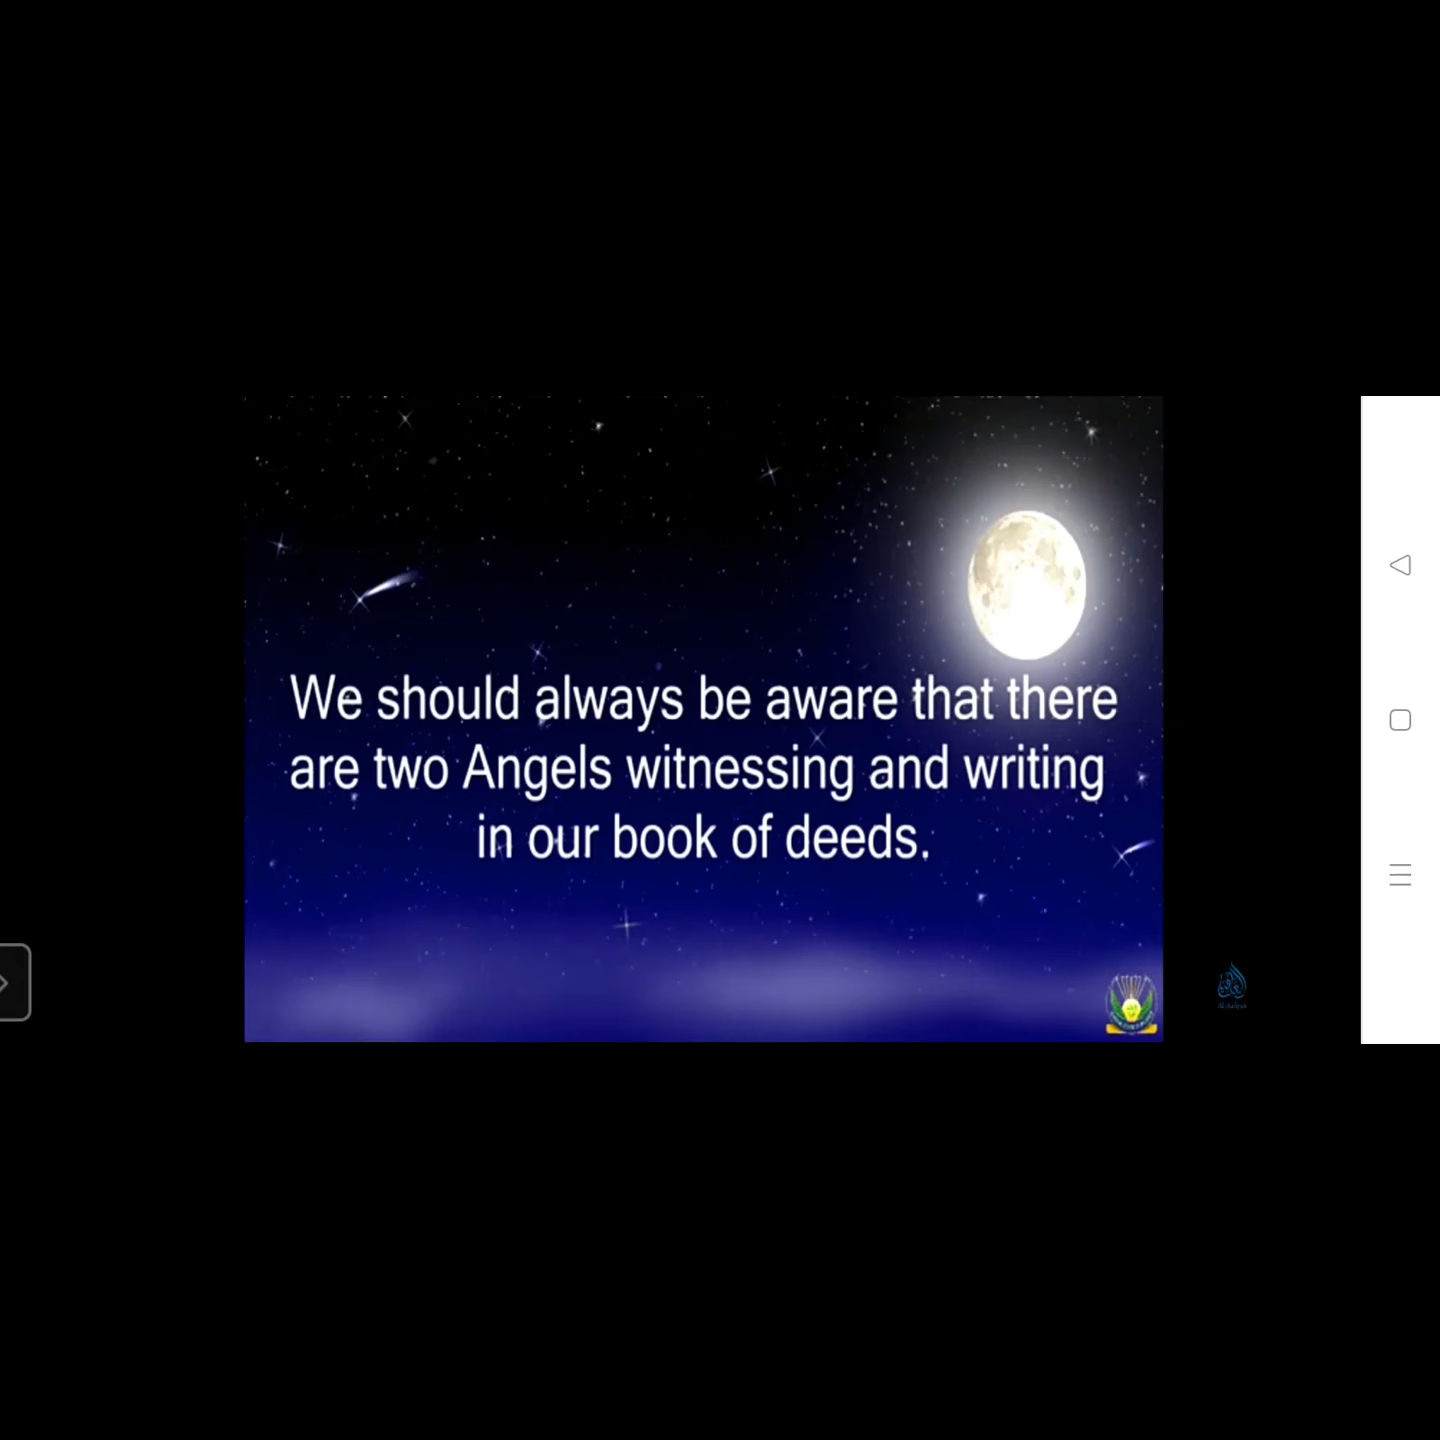 We should always be aware that there
are two Angels witnessing and writing
in our book of deeds.